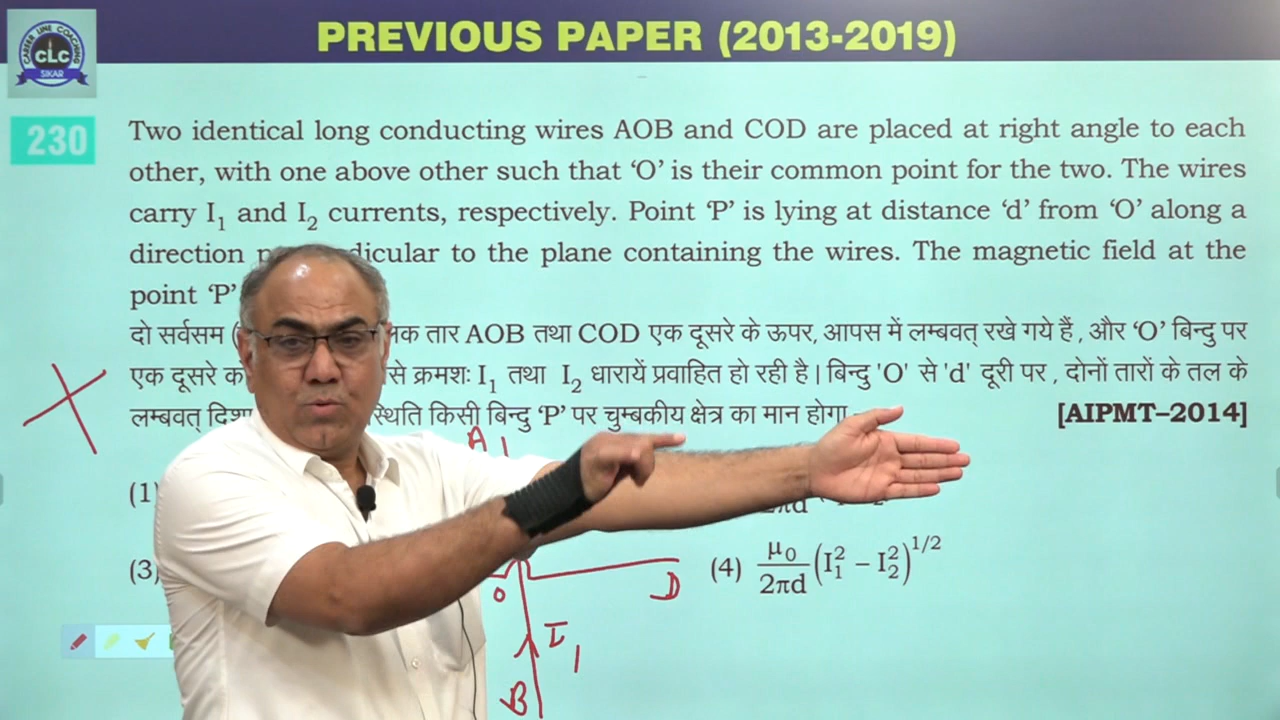 PREVIOUS PAPER (2013-2019)
CAREER LINE COACHING
CLC
SIKAR
230
Two identical long conducting wires AOB and COD are placed at right angle to each
other, with one above other such that ‘O’ is their common point for the two. The wires
carry I₁ and I₂ currents, respectively. Point ‘P’ is lying at distance ‘d’ from ‘O’ along a
direction dicular to the plane containing the wires. The magnetic field at the
point ‘P’
दो सर्वसम तार AOB तथा COD एक दूसरे के ऊपर, आपस में लम्बवत् रखे गये हैं, और ‘O’ बिन्दु पर
एक दूसरे से क्रमशः I₁ तथा I₂ धारायें प्रवाहित हो रही है। बिन्दु 'O' से 'd' दूरी पर, दोनों तारों के तल के
लम्बवत् स्थिति किसी बिन्दु ‘P’ पर चुम्बकीय क्षेत्र का मान होगा
[AIPMT–2014]
A
(1)
(3) (4) μ₀/2πd (I₁² – I₂²)^1/2
O D
I₁
B